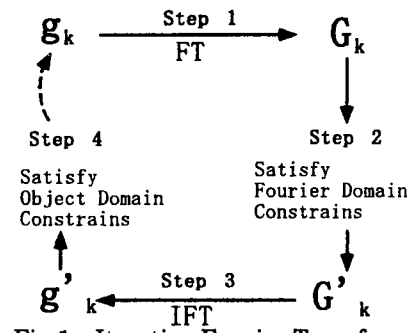 Step 1
g_k
FT
G_k
Step 4
Satisfy
Object Domain
Constrains
Step 2
Satisfy
Fourier Domain
Constrains
g'_k
Step 3
IFT
G'_k